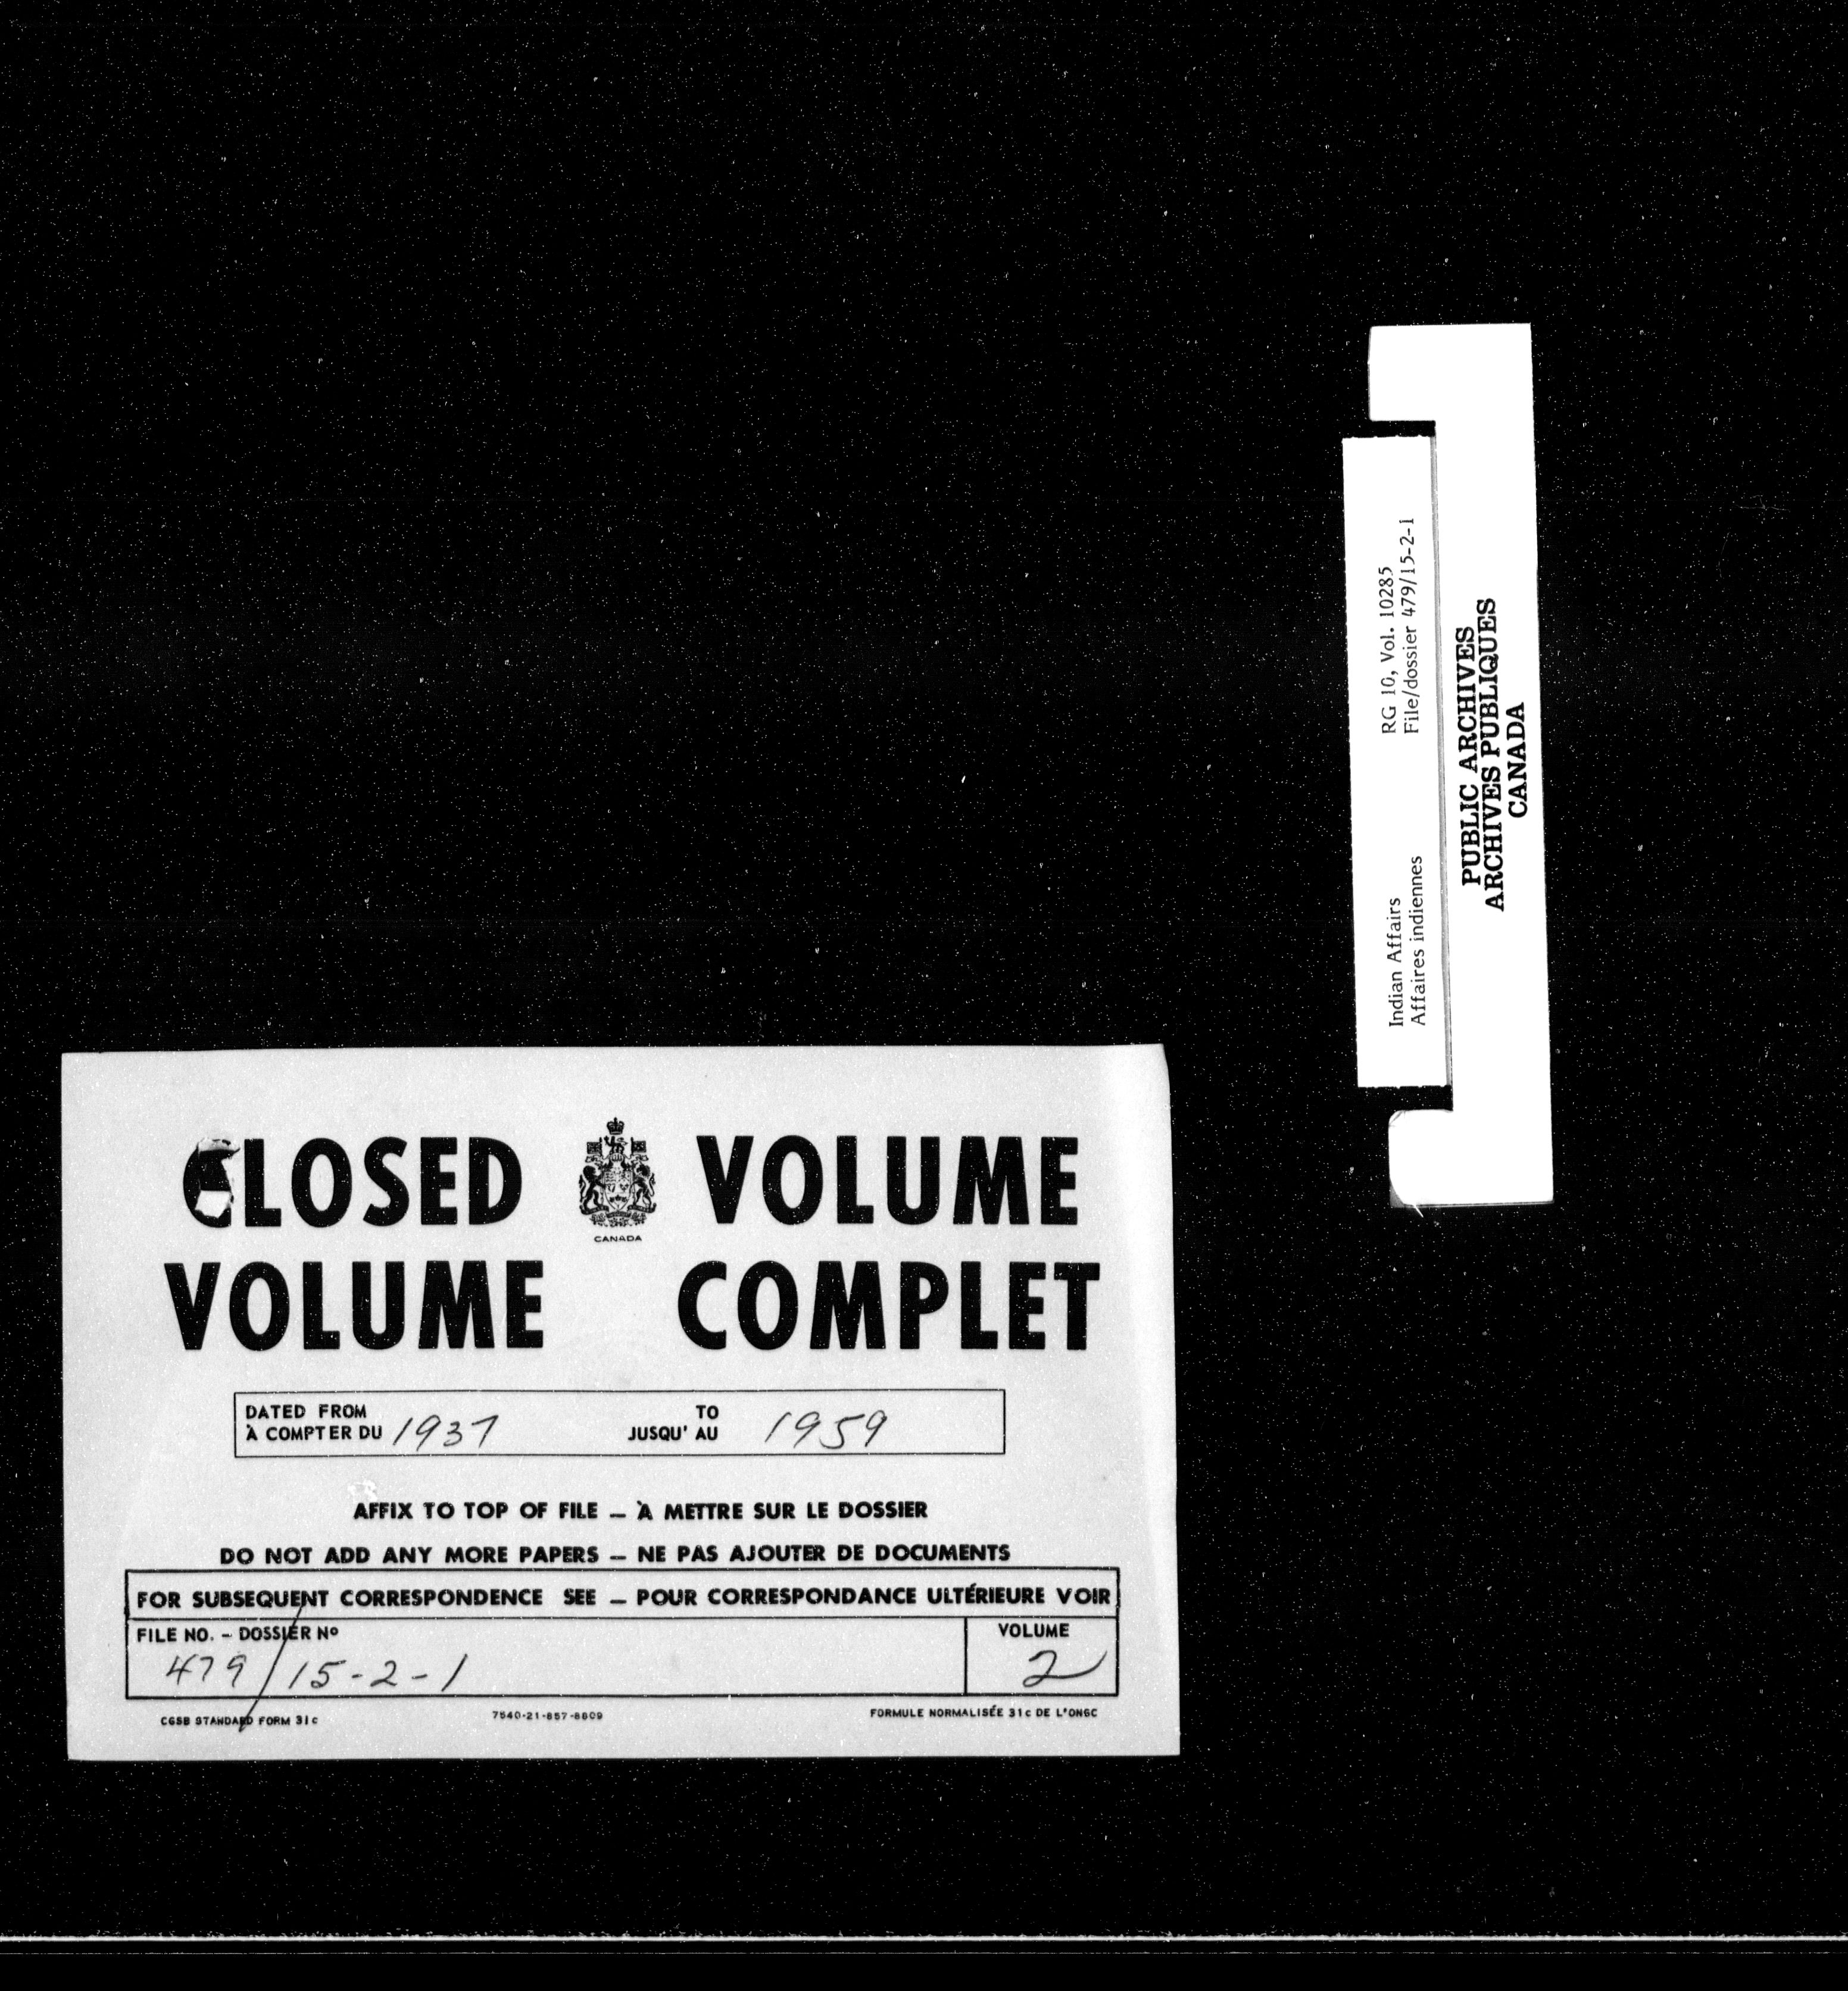 CLOSED VOLUME
CANADA
VOLUME COMPLET
DATED FROM TO
À COMPTER DU 1937 JUSQU' AU 1959
AFFIX TO TOP OF FILE — À METTRE SUR LE DOSSIER
DO NOT ADD ANY MORE PAPERS — NE PAS AJOUTER DE DOCUMENTS
FOR SUBSEQUENT CORRESPONDENCE SEE — POUR CORRESPONDANCE ULTÉRIEURE VOIR
FILE NO. - DOSSIER Nº VOLUME
479/15-2-1 2
CGSB STANDARD FORM 31c 7540-21-857-8809 FORMULE NORMALISÉE 31c DE L'ONGC
Indian Affairs RG 10, Vol. 10285
Affaires indiennes File/dossier 479/15-2-1
PUBLIC ARCHIVES
ARCHIVES PUBLIQUES
CANADA